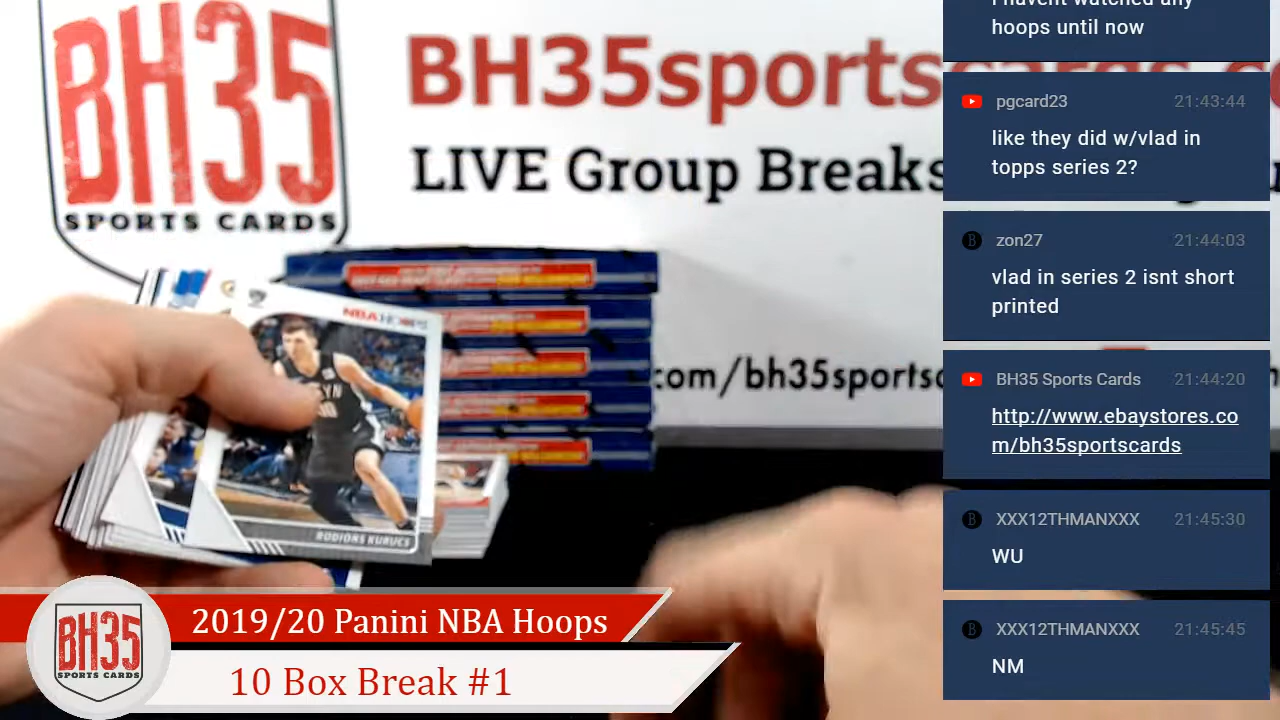 BH35
SPORTS CARDS
BH35sportscards.c
LIVE Group Breaks
.com/bh35sportsc
NBA HOOPS
RODIONS KURUCS
2019/20 Panini NBA Hoops
10 Box Break #1
BH35
SPORTS CARDS
hoops until now
pgcard23 21:43:44
like they did w/vlad in
topps series 2?
zon27 21:44:03
vlad in series 2 isnt short
printed
BH35 Sports Cards 21:44:20
http://www.ebaystores.co
m/bh35sportscards
XXX12THMANXXX 21:45:30
WU
XXX12THMANXXX 21:45:45
NM